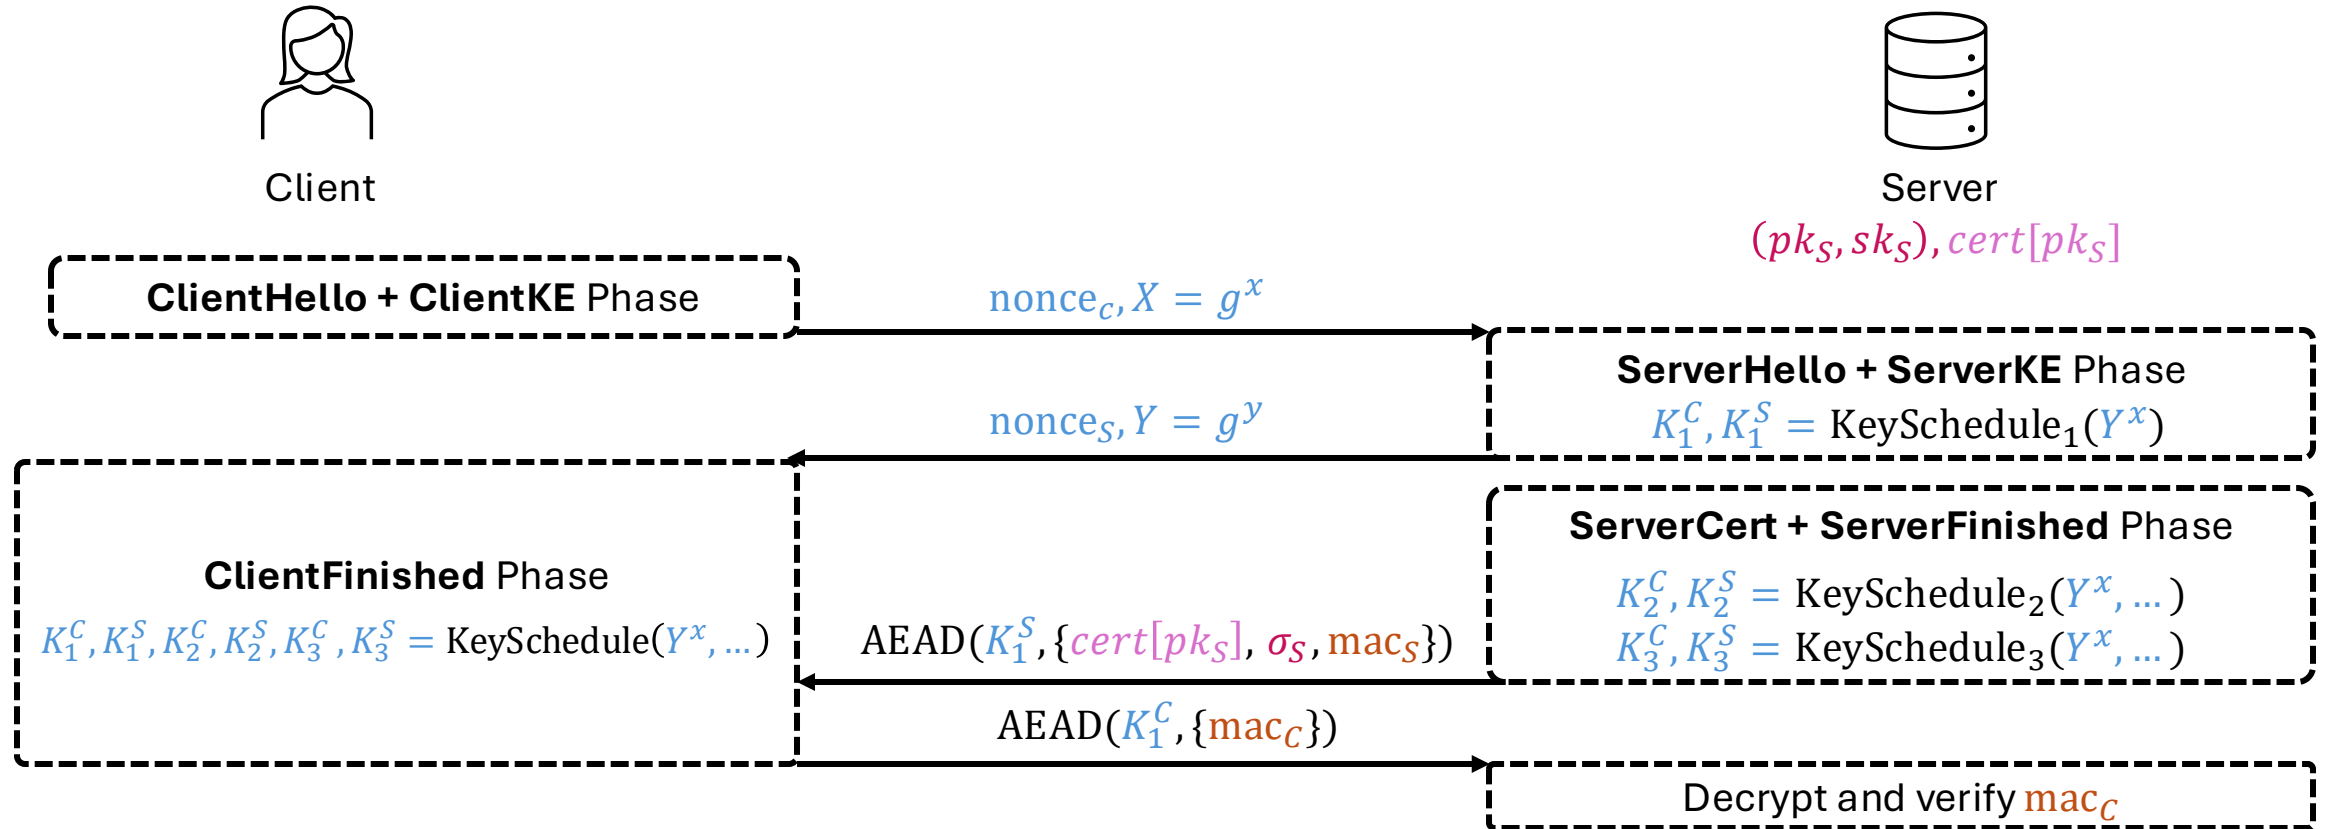 Client
Server
(pk_S, sk_S), cert[pk_S]
ClientHello + ClientKE Phase
nonce_c, X = g^x
ServerHello + ServerKE Phase
K_1^C, K_1^S = KeySchedule_1(Y^x)
nonce_S, Y = g^y
ServerCert + ServerFinished Phase
K_2^C, K_2^S = KeySchedule_2(Y^x, …)
K_3^C, K_3^S = KeySchedule_3(Y^x, …)
ClientFinished Phase
K_1^C, K_1^S, K_2^C, K_2^S, K_3^C, K_3^S = KeySchedule(Y^x, …)
AEAD(K_1^S, {cert[pk_S], σ_S, mac_S})
AEAD(K_1^C, {mac_C})
Decrypt and verify mac_C